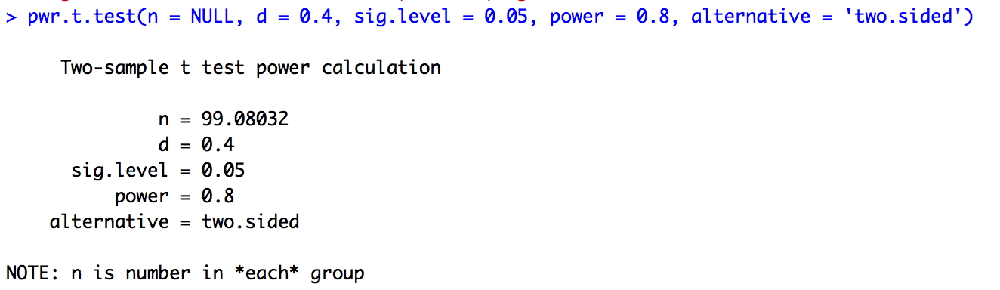 > pwr.t.test(n = NULL, d = 0.4, sig.level = 0.05, power = 0.8, alternative = 'two.sided')
Two-sample t test power calculation
n = 99.08032
d = 0.4
sig.level = 0.05
power = 0.8
alternative = two.sided
NOTE: n is number in *each* group